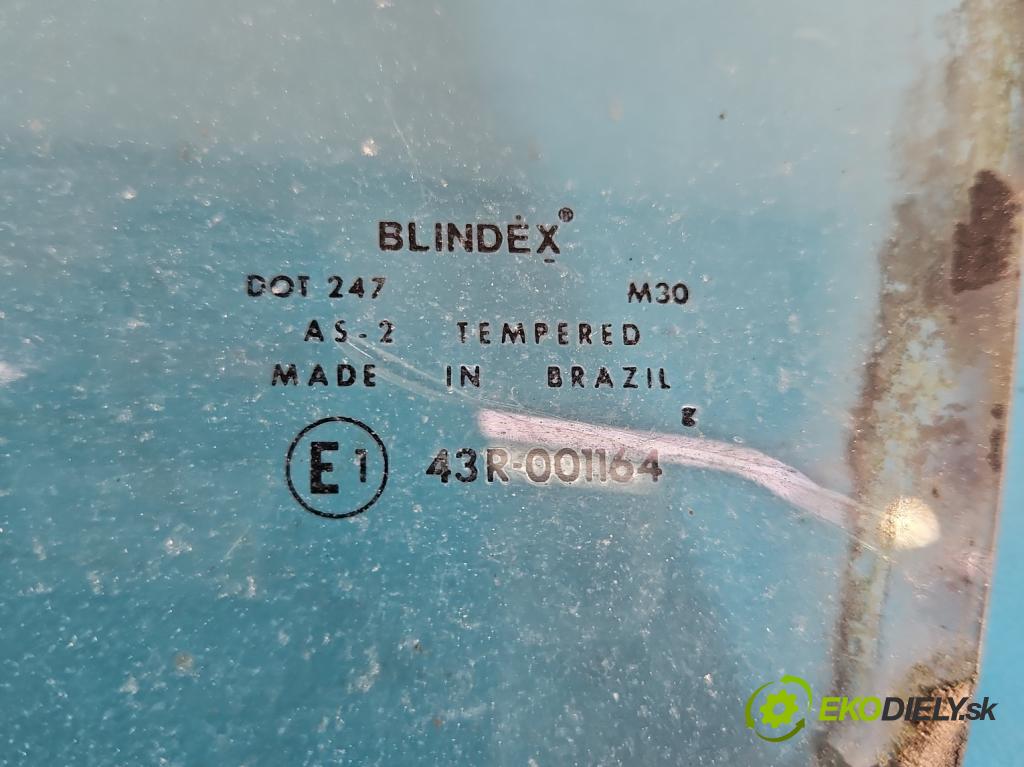 BLINDEX®
DOT 247 M30
AS-2 TEMPERED
MADE IN BRAZIL
E1 43R-001164
EKODIELY.sk